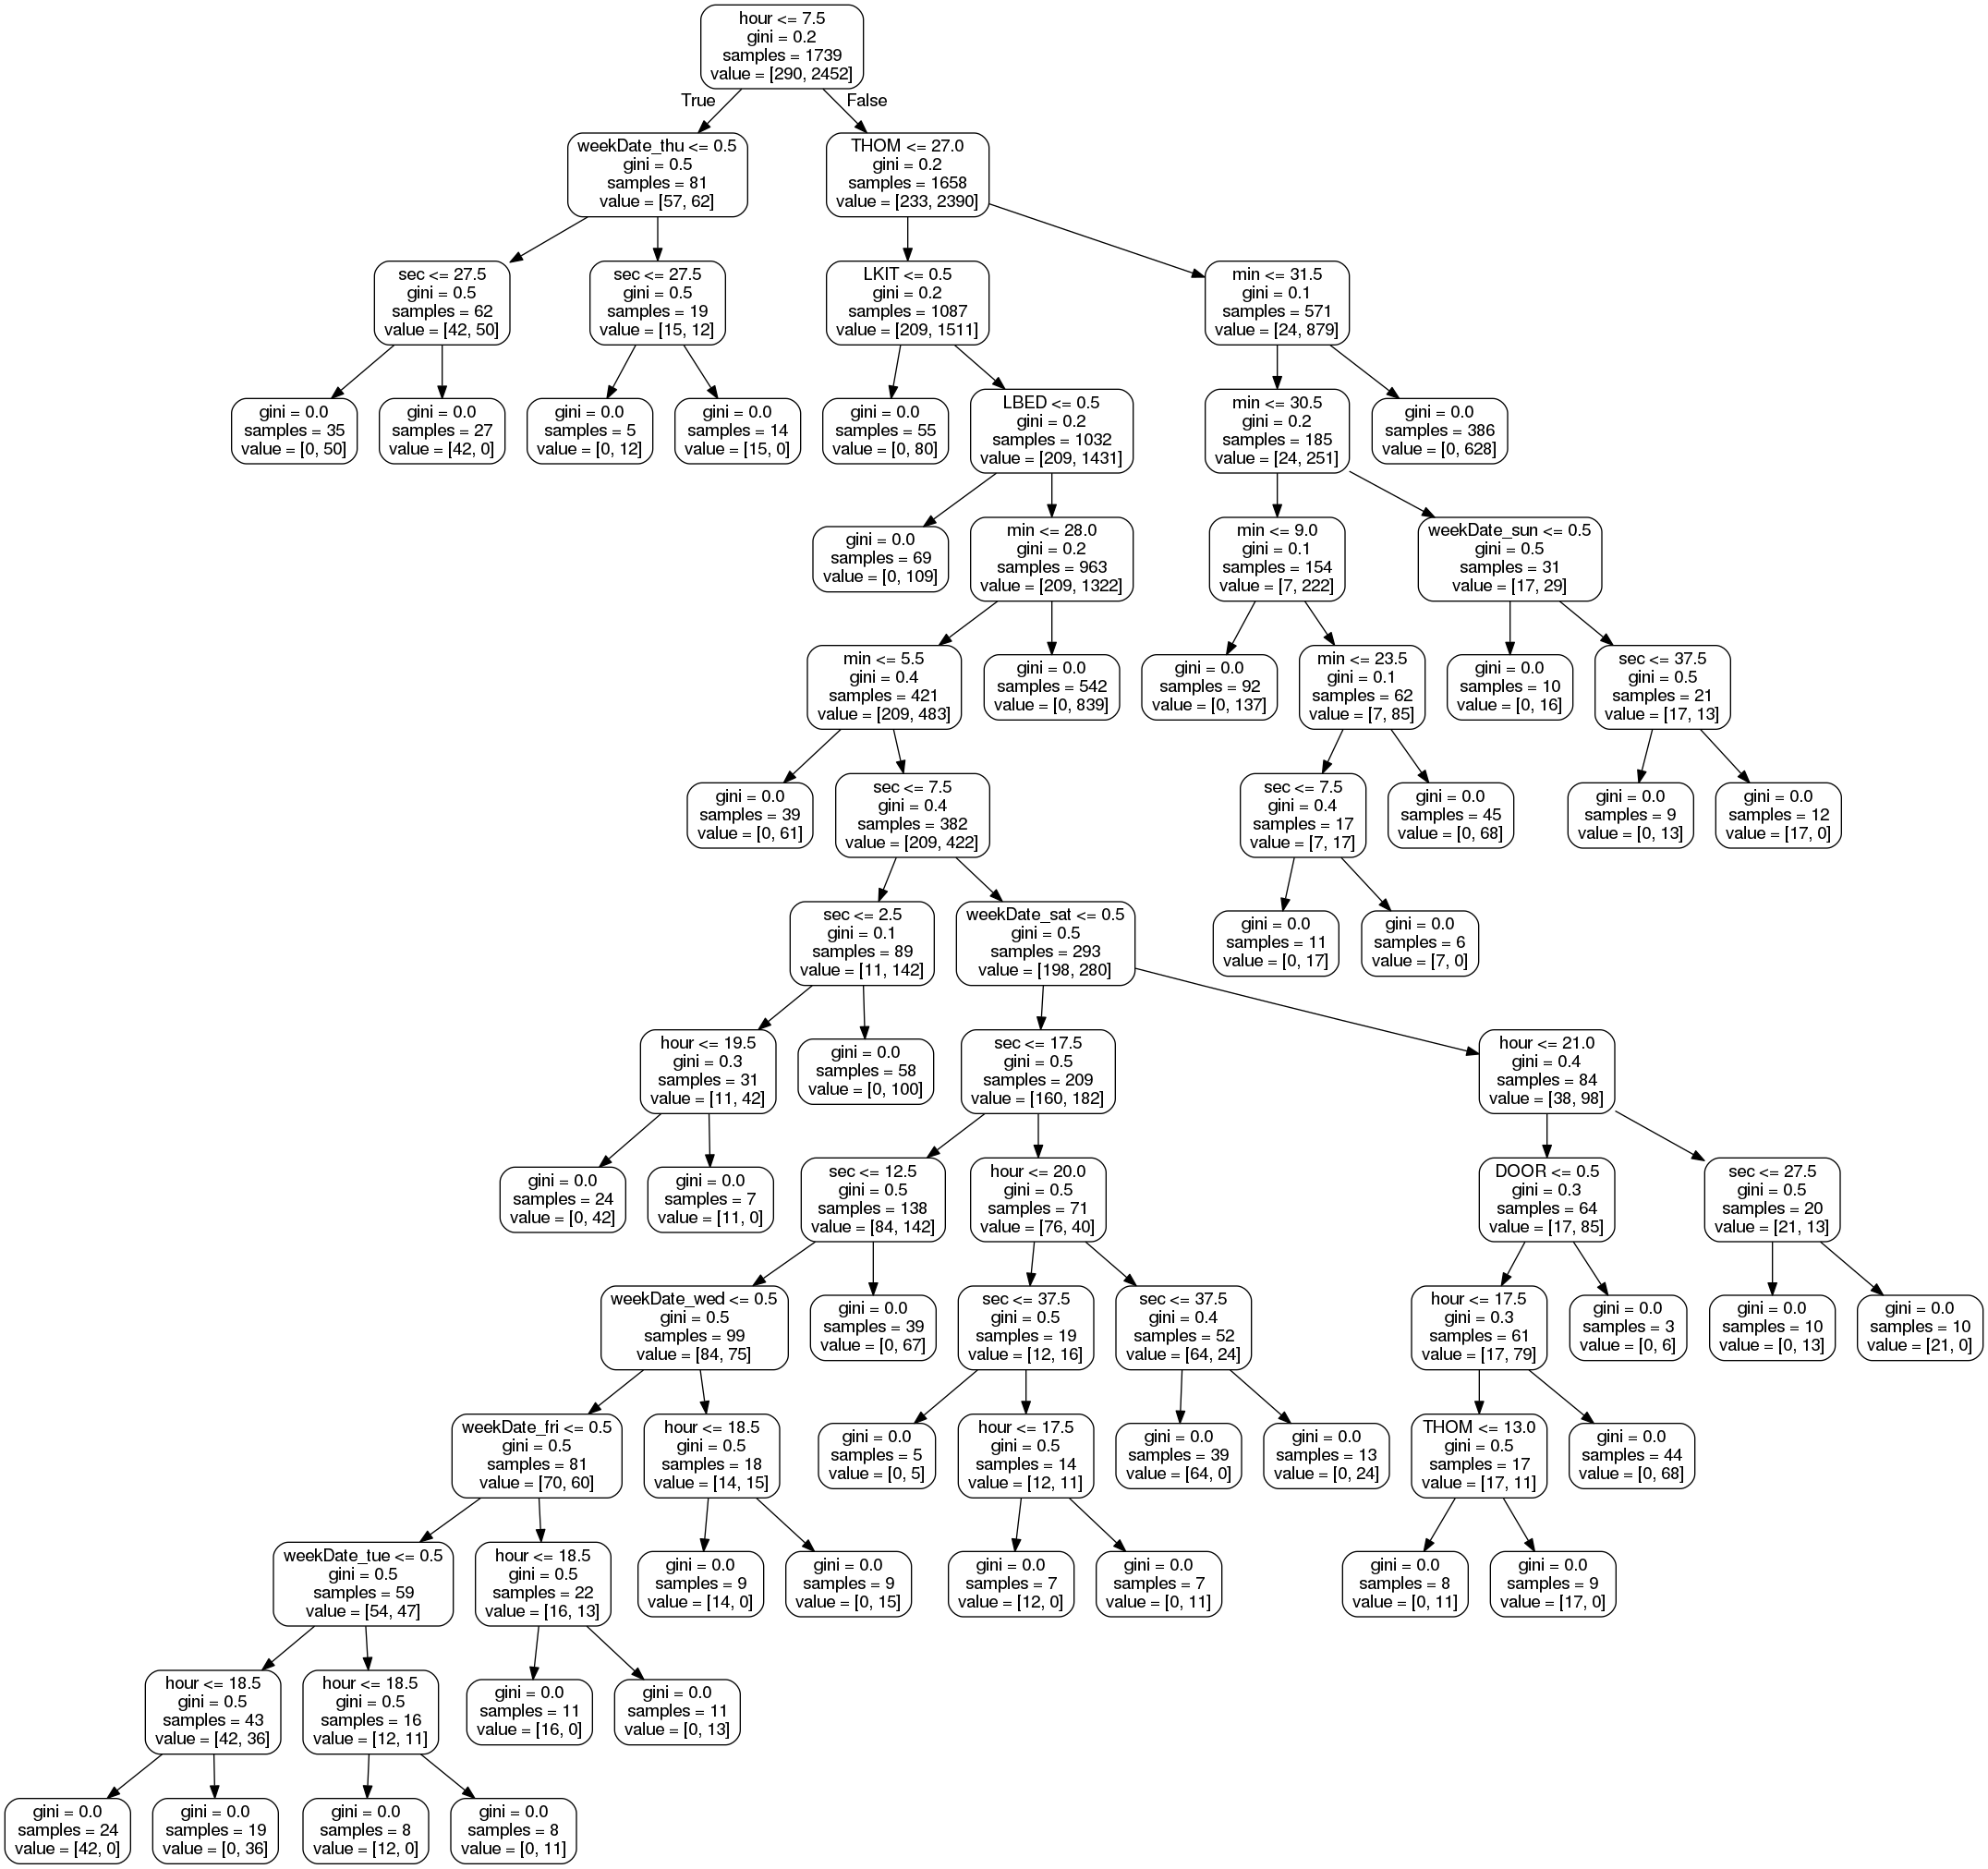 hour <= 7.5
gini = 0.2
samples = 1739
value = [290, 2452]
True
False
weekDate_thu <= 0.5
gini = 0.5
samples = 81
value = [57, 62]
THOM <= 27.0
gini = 0.2
samples = 1658
value = [233, 2390]
sec <= 27.5
gini = 0.5
samples = 62
value = [42, 50]
sec <= 27.5
gini = 0.5
samples = 19
value = [15, 12]
LKIT <= 0.5
gini = 0.2
samples = 1087
value = [209, 1511]
min <= 31.5
gini = 0.1
samples = 571
value = [24, 879]
gini = 0.0
samples = 35
value = [0, 50]
gini = 0.0
samples = 27
value = [42, 0]
gini = 0.0
samples = 5
value = [0, 12]
gini = 0.0
samples = 14
value = [15, 0]
gini = 0.0
samples = 55
value = [0, 80]
LBED <= 0.5
gini = 0.2
samples = 1032
value = [209, 1431]
min <= 30.5
gini = 0.2
samples = 185
value = [24, 251]
gini = 0.0
samples = 386
value = [0, 628]
gini = 0.0
samples = 69
value = [0, 109]
min <= 28.0
gini = 0.2
samples = 963
value = [209, 1322]
min <= 9.0
gini = 0.1
samples = 154
value = [7, 222]
weekDate_sun <= 0.5
gini = 0.5
samples = 31
value = [17, 29]
min <= 5.5
gini = 0.4
samples = 421
value = [209, 483]
gini = 0.0
samples = 542
value = [0, 839]
gini = 0.0
samples = 92
value = [0, 137]
min <= 23.5
gini = 0.1
samples = 62
value = [7, 85]
gini = 0.0
samples = 10
value = [0, 16]
sec <= 37.5
gini = 0.5
samples = 21
value = [17, 13]
gini = 0.0
samples = 39
value = [0, 61]
sec <= 7.5
gini = 0.4
samples = 382
value = [209, 422]
sec <= 7.5
gini = 0.4
samples = 17
value = [7, 17]
gini = 0.0
samples = 45
value = [0, 68]
gini = 0.0
samples = 9
value = [0, 13]
gini = 0.0
samples = 12
value = [17, 0]
sec <= 2.5
gini = 0.1
samples = 89
value = [11, 142]
weekDate_sat <= 0.5
gini = 0.5
samples = 293
value = [198, 280]
gini = 0.0
samples = 11
value = [0, 17]
gini = 0.0
samples = 6
value = [7, 0]
hour <= 19.5
gini = 0.3
samples = 31
value = [11, 42]
gini = 0.0
samples = 58
value = [0, 100]
sec <= 17.5
gini = 0.5
samples = 209
value = [160, 182]
hour <= 21.0
gini = 0.4
samples = 84
value = [38, 98]
gini = 0.0
samples = 24
value = [0, 42]
gini = 0.0
samples = 7
value = [11, 0]
sec <= 12.5
gini = 0.5
samples = 138
value = [84, 142]
hour <= 20.0
gini = 0.5
samples = 71
value = [76, 40]
DOOR <= 0.5
gini = 0.3
samples = 64
value = [17, 85]
sec <= 27.5
gini = 0.5
samples = 20
value = [21, 13]
weekDate_wed <= 0.5
gini = 0.5
samples = 99
value = [84, 75]
gini = 0.0
samples = 39
value = [0, 67]
sec <= 37.5
gini = 0.5
samples = 19
value = [12, 16]
sec <= 37.5
gini = 0.4
samples = 52
value = [64, 24]
hour <= 17.5
gini = 0.3
samples = 61
value = [17, 79]
gini = 0.0
samples = 3
value = [0, 6]
gini = 0.0
samples = 10
value = [0, 13]
gini = 0.0
samples = 10
value = [21, 0]
weekDate_fri <= 0.5
gini = 0.5
samples = 81
value = [70, 60]
hour <= 18.5
gini = 0.5
samples = 18
value = [14, 15]
gini = 0.0
samples = 5
value = [0, 5]
hour <= 17.5
gini = 0.5
samples = 14
value = [12, 11]
gini = 0.0
samples = 39
value = [64, 0]
gini = 0.0
samples = 13
value = [0, 24]
THOM <= 13.0
gini = 0.5
samples = 17
value = [17, 11]
gini = 0.0
samples = 44
value = [0, 68]
weekDate_tue <= 0.5
gini = 0.5
samples = 59
value = [54, 47]
hour <= 18.5
gini = 0.5
samples = 22
value = [16, 13]
gini = 0.0
samples = 9
value = [14, 0]
gini = 0.0
samples = 9
value = [0, 15]
gini = 0.0
samples = 7
value = [12, 0]
gini = 0.0
samples = 7
value = [0, 11]
gini = 0.0
samples = 8
value = [0, 11]
gini = 0.0
samples = 9
value = [17, 0]
hour <= 18.5
gini = 0.5
samples = 43
value = [42, 36]
hour <= 18.5
gini = 0.5
samples = 16
value = [12, 11]
gini = 0.0
samples = 11
value = [16, 0]
gini = 0.0
samples = 11
value = [0, 13]
gini = 0.0
samples = 24
value = [42, 0]
gini = 0.0
samples = 19
value = [0, 36]
gini = 0.0
samples = 8
value = [12, 0]
gini = 0.0
samples = 8
value = [0, 11]